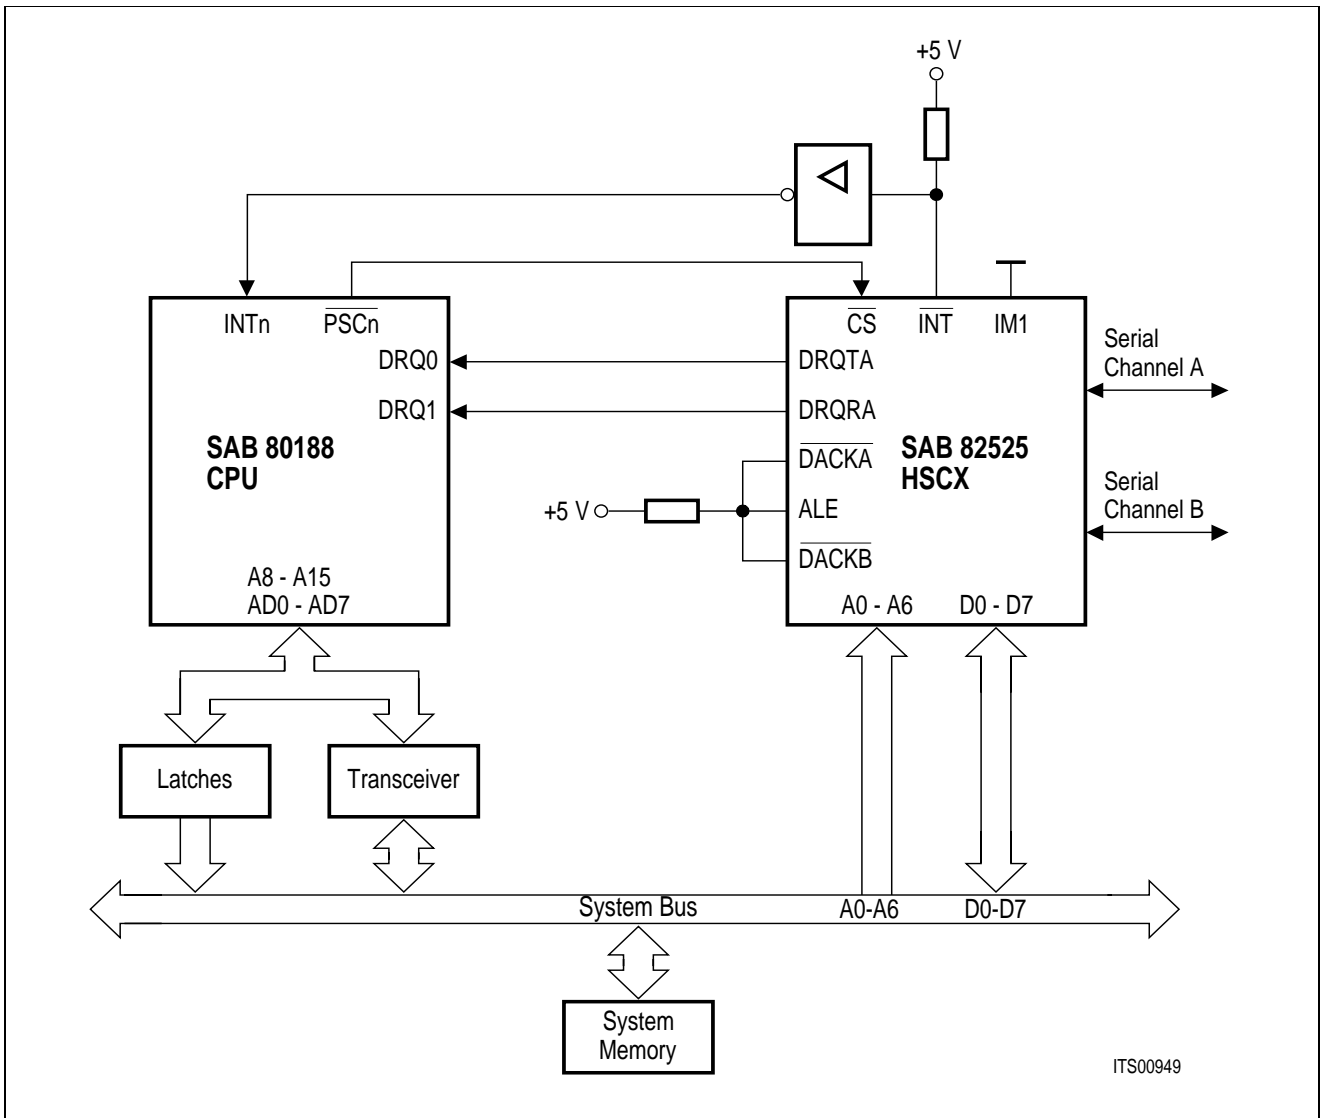 +5 V
INTn
PSCn
CS
INT
IM1
DRQ0
DRQTA
Serial
Channel A
DRQ1
DRQRA
SAB 80188
CPU
DACKA
SAB 82525
HSCX
Serial
Channel B
+5 V
ALE
DACKB
A8 - A15
AD0 - AD7
A0 - A6
D0 - D7
Latches
Transceiver
System Bus
A0-A6
D0-D7
System
Memory
ITS00949